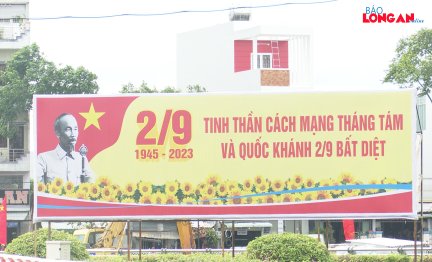 BÁO
LONG AN
2/9
1945 - 2023
TINH THẦN CÁCH MẠNG THÁNG TÁM
VÀ QUỐC KHÁNH 2/9 BẤT DIỆT